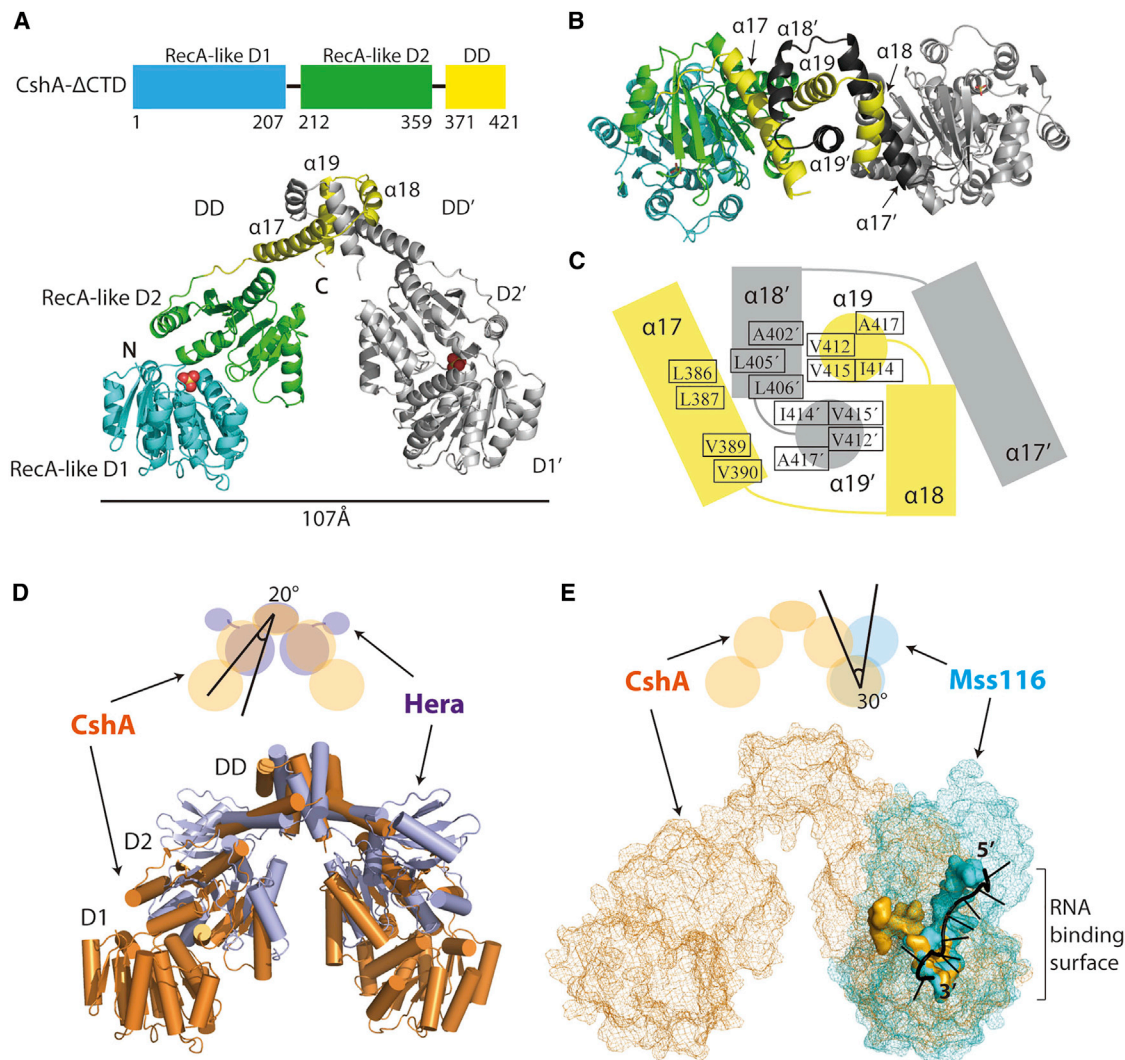 A
RecA-like D1 RecA-like D2 DD
CshA-ΔCTD
1 207 212 359 371 421
α19
α18
DD DD′
α17
C
RecA-like D2
D2′
N
RecA-like D1
D1′
107Å
B
α17 α18′ α19 α18
α19′
α17′
C
α17
α18′
α19
A417
A402′
V412
L405′
V415 I414
L386
L406′
L387
I414′ V415′
V389
V412′
V390
A417′
α19′
α18
α17′
D
20°
CshA
Hera
DD
D2
D1
E
CshA
Mss116
30°
5′
RNA
binding
surface
3′